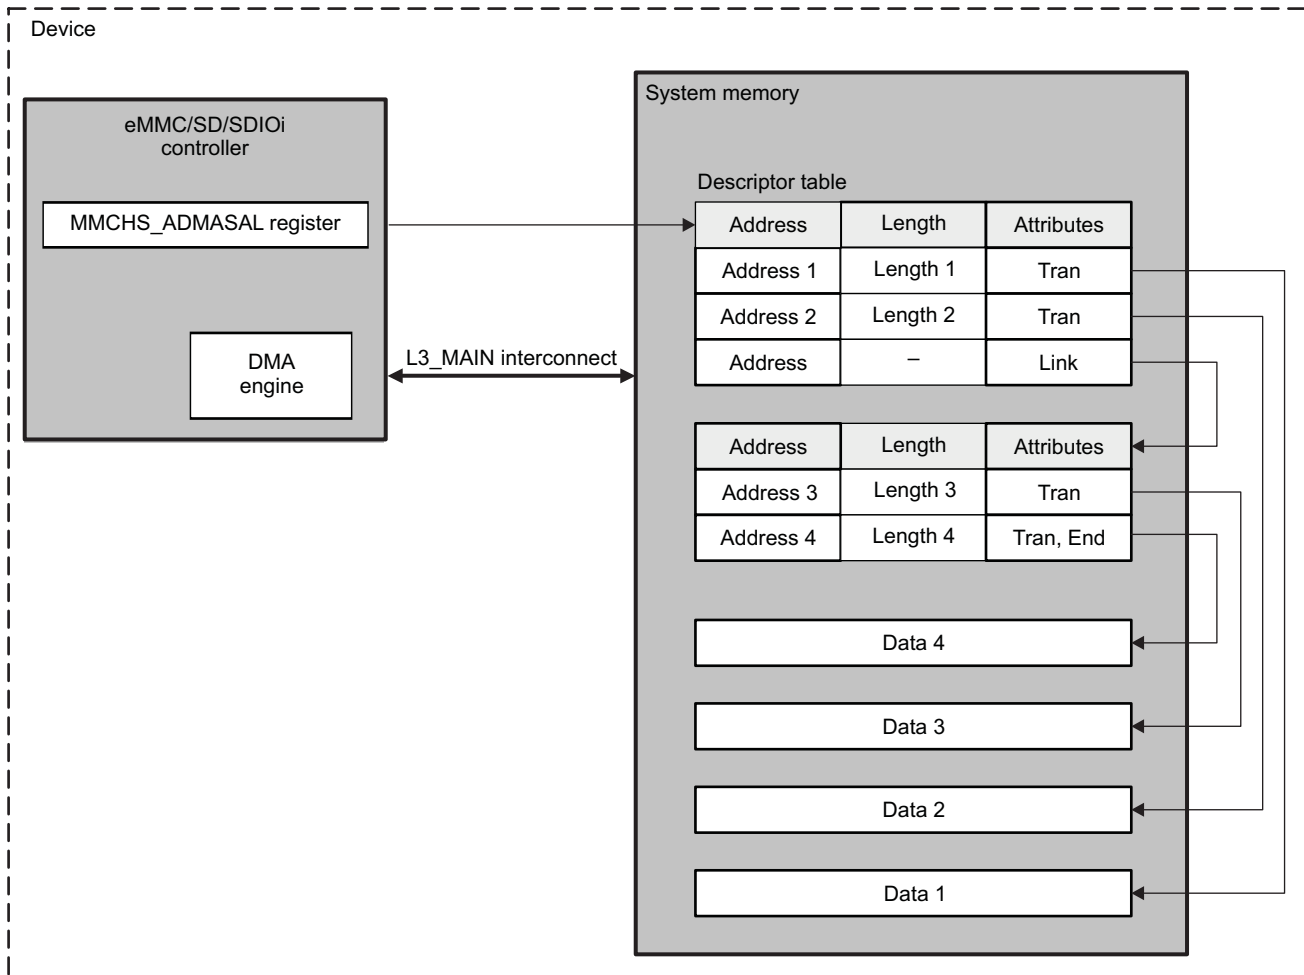 Device
eMMC/SD/SDIOi
controller
MMCHS_ADMASAL register
DMA
engine
L3_MAIN interconnect
System memory
Descriptor table
Address Length Attributes
Address 1 Length 1 Tran
Address 2 Length 2 Tran
Address – Link
Address Length Attributes
Address 3 Length 3 Tran
Address 4 Length 4 Tran, End
Data 4
Data 3
Data 2
Data 1